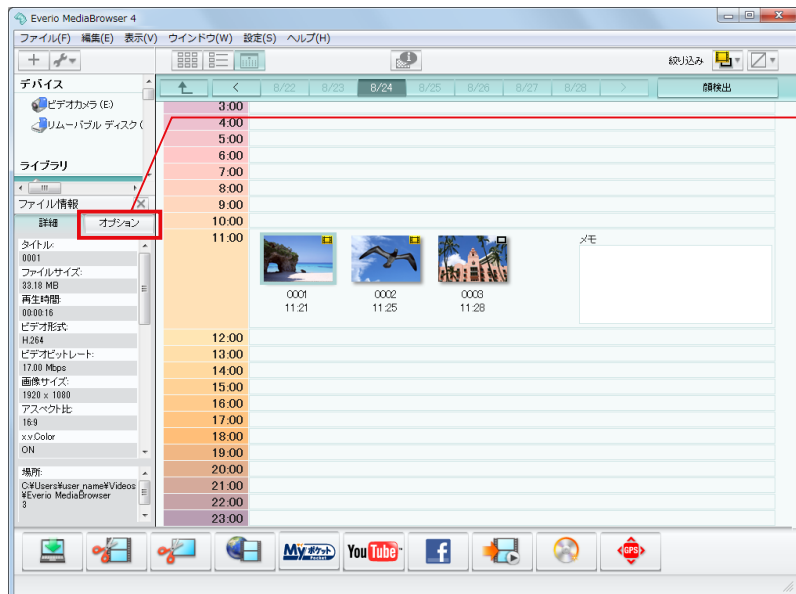 Everio MediaBrowser 4
ファイル(F) 編集(E) 表示(V) ウインドウ(W) 設定(S) ヘルプ(H)
絞り込み
デバイス
ビデオカメラ (E:)
リムーバブル ディスク (
ライブラリ
ファイル情報
詳細 オプション
タイトル:
0001
ファイルサイズ:
33.18 MB
再生時間:
00:00:16
ビデオ形式:
H.264
ビデオビットレート:
17.00 Mbps
画像サイズ:
1920 x 1080
アスペクト比:
16:9
x.v.Color
ON
場所:
C:¥Users¥user_name¥Videos
¥Everio MediaBrowser
3
8/22 8/23 8/24 8/25 8/26 8/27 8/28
顔検出
3:00
4:00
5:00
6:00
7:00
8:00
9:00
10:00
11:00
メモ
0001 0002 0003
11:21 11:25 11:28
12:00
13:00
14:00
15:00
16:00
17:00
18:00
19:00
20:00
21:00
22:00
23:00
Myポケット Pocket
YouTube
f
GPS